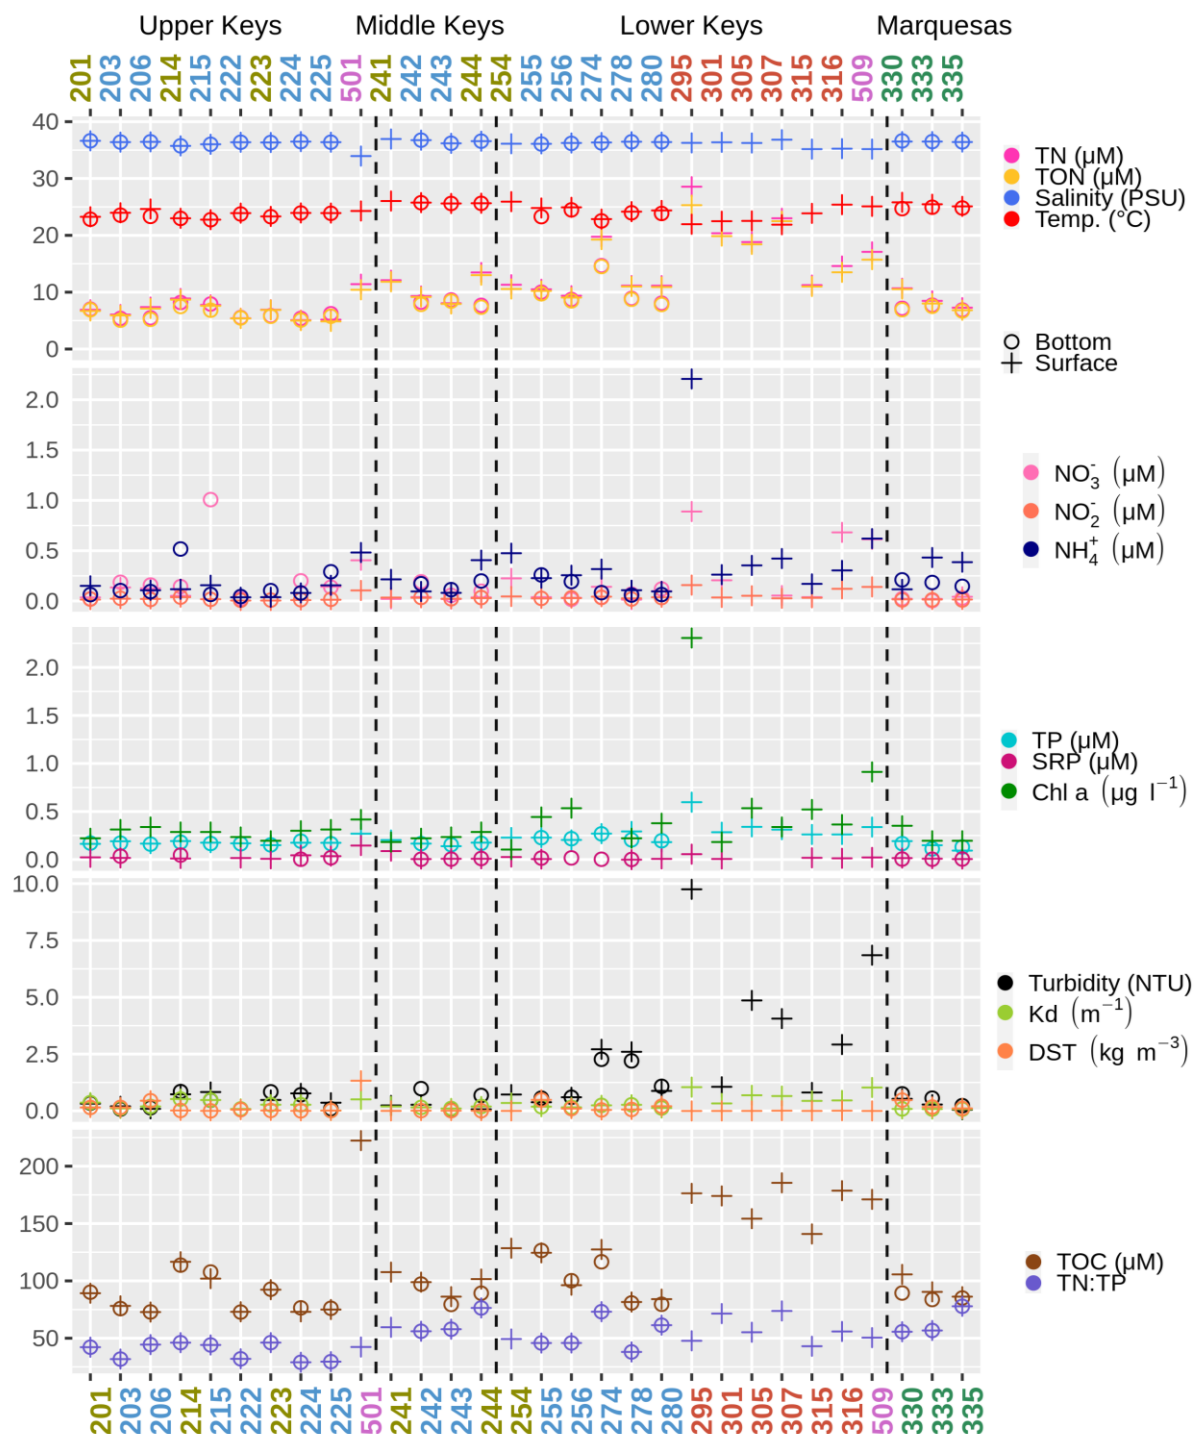 Upper Keys Middle Keys Lower Keys Marquesas
201 203 206 214 215 222 223 224 225 501 241 242 243 244 254 255 256 274 278 280 295 301 305 307 315 316 509 330 333 335
40
30
20
10
0
TN (µM)
TON (µM)
Salinity (PSU)
Temp. (°C)
Bottom
Surface
2.0
1.5
1.0
0.5
0.0
NO3- (µM)
NO2- (µM)
NH4+ (µM)
2.0
1.5
1.0
0.5
0.0
TP (µM)
SRP (µM)
Chl a (µg l−1)
10.0
7.5
5.0
2.5
0.0
Turbidity (NTU)
Kd (m−1)
DST (kg m−3)
200
150
100
50
TOC (µM)
TN:TP
201 203 206 214 215 222 223 224 225 501 241 242 243 244 254 255 256 274 278 280 295 301 305 307 315 316 509 330 333 335